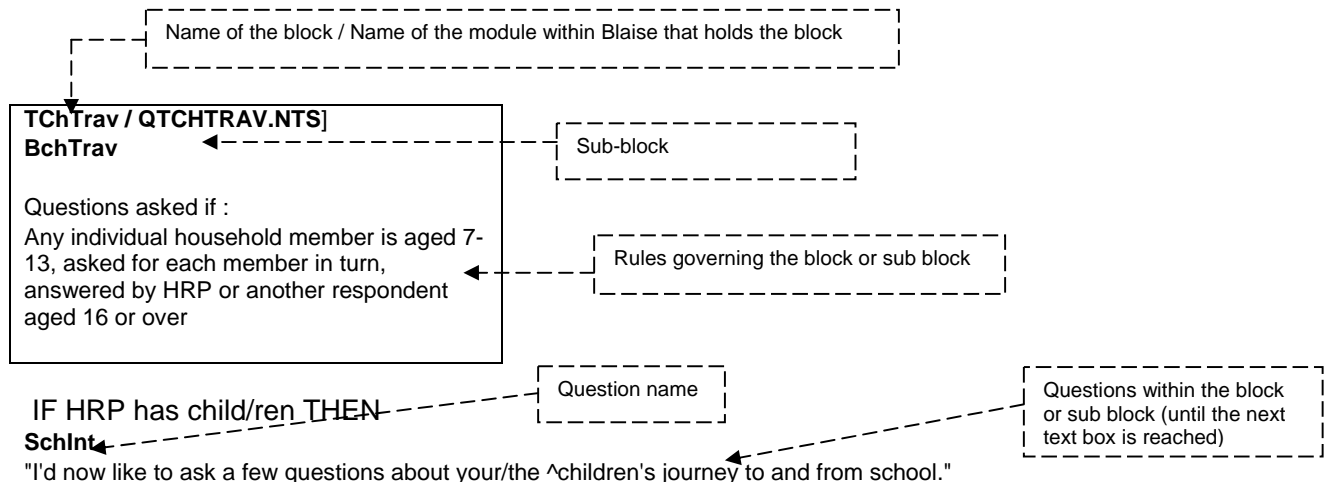 Name of the block / Name of the module within Blaise that holds the block
TChTrav / QTCHTRAV.NTS]
BchTrav
Sub-block
Questions asked if :
Any individual household member is aged 7-
13, asked for each member in turn,
answered by HRP or another respondent
aged 16 or over
Rules governing the block or sub block
Question name
Questions within the block
or sub block (until the next
text box is reached)
IF HRP has child/ren THEN
SchInt
"I'd now like to ask a few questions about your/the ^children's journey to and from school."